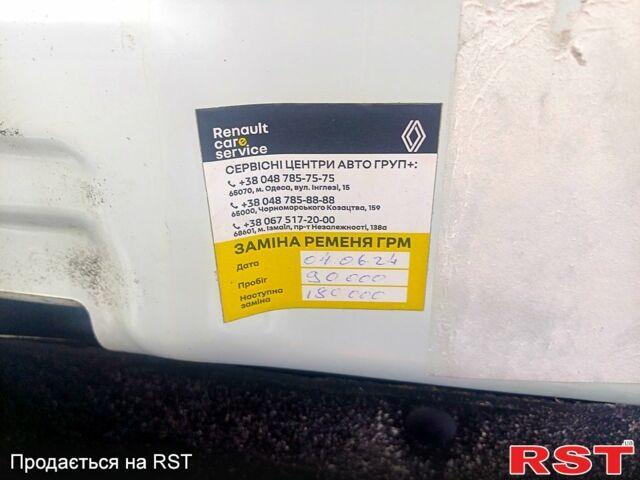 Renault
care
service
СЕРВІСНІ ЦЕНТРИ АВТО ГРУП+:
+38 048 785-75-75
65070, м. Одеса, вул. Інглезі, 15
+38 048 785-88-88
65000, Чорноморського Козацтва, 159
+38 067 517-20-00
68601, м. Ізмаїл, пр-т Незалежності, 138а
ЗАМІНА РЕМЕНЯ ГРМ
Дата 04.06.24
Пробіг 90.000
Наступна
заміна 180 000
Продається на RST
RST